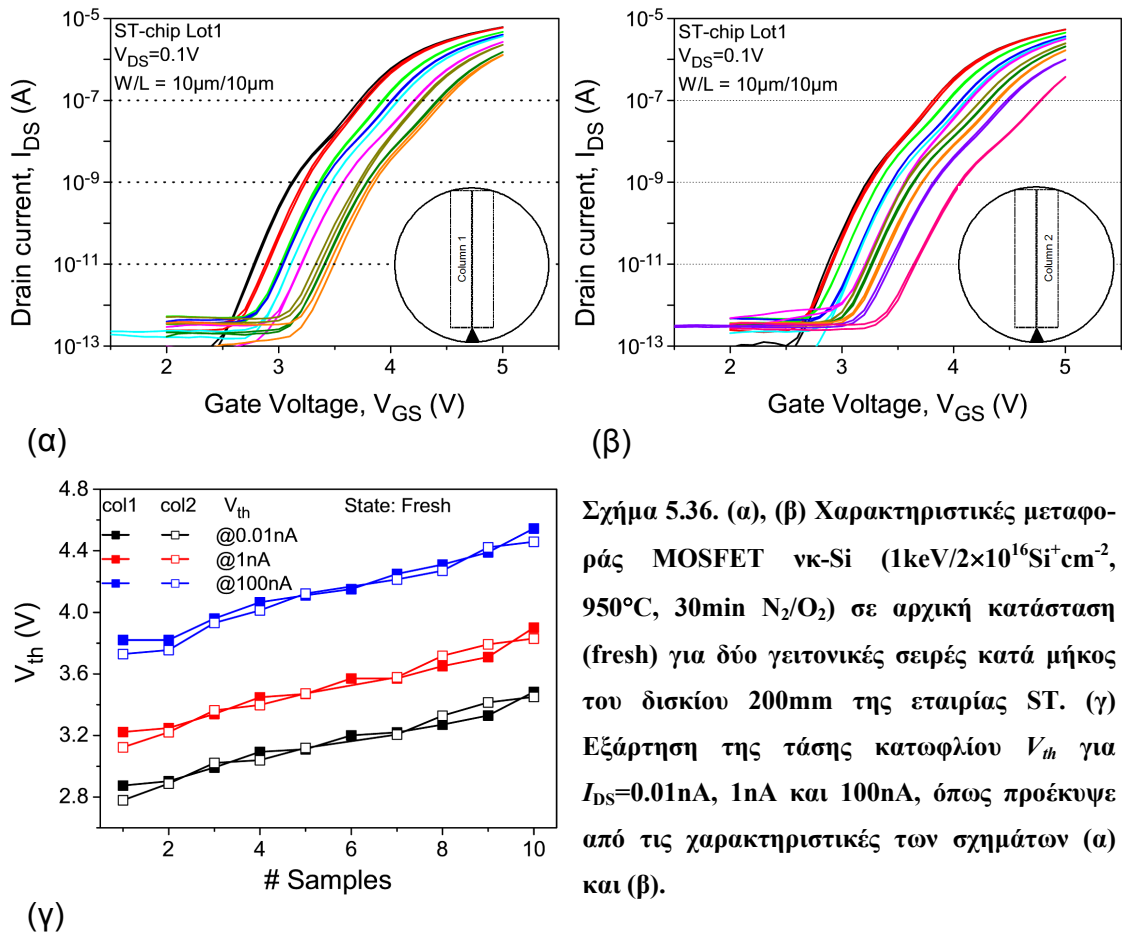 ST-chip Lot1
V_DS=0.1V
W/L = 10µm/10µm
10⁻⁵
10⁻⁷
10⁻⁹
10⁻¹¹
10⁻¹³
Drain current, I_DS (A)
Column 1
2 3 4 5
Gate Voltage, V_GS (V)
(α)
ST-chip Lot1
V_DS=0.1V
W/L = 10µm/10µm
10⁻⁵
10⁻⁷
10⁻⁹
10⁻¹¹
10⁻¹³
Drain current, I_DS (A)
Column 2
2 3 4 5
Gate Voltage, V_GS (V)
(β)
col1 col2 V_th State: Fresh
@0.01nA
@1nA
@100nA
4.8
4.4
4.0
3.6
3.2
2.8
V_th (V)
2 4 6 8 10
# Samples
(γ)
Σχήμα 5.36. (α), (β) Χαρακτηριστικές μεταφο-
ράς MOSFET νκ-Si (1keV/2×10¹⁶Si⁺cm⁻²,
950°C, 30min N₂/O₂) σε αρχική κατάσταση
(fresh) για δύο γειτονικές σειρές κατά μήκος
του δισκίου 200mm της εταιρίας ST. (γ)
Εξάρτηση της τάσης κατωφλίου V_th για
I_DS=0.01nA, 1nA και 100nA, όπως προέκυψε
από τις χαρακτηριστικές των σχημάτων (α)
και (β).